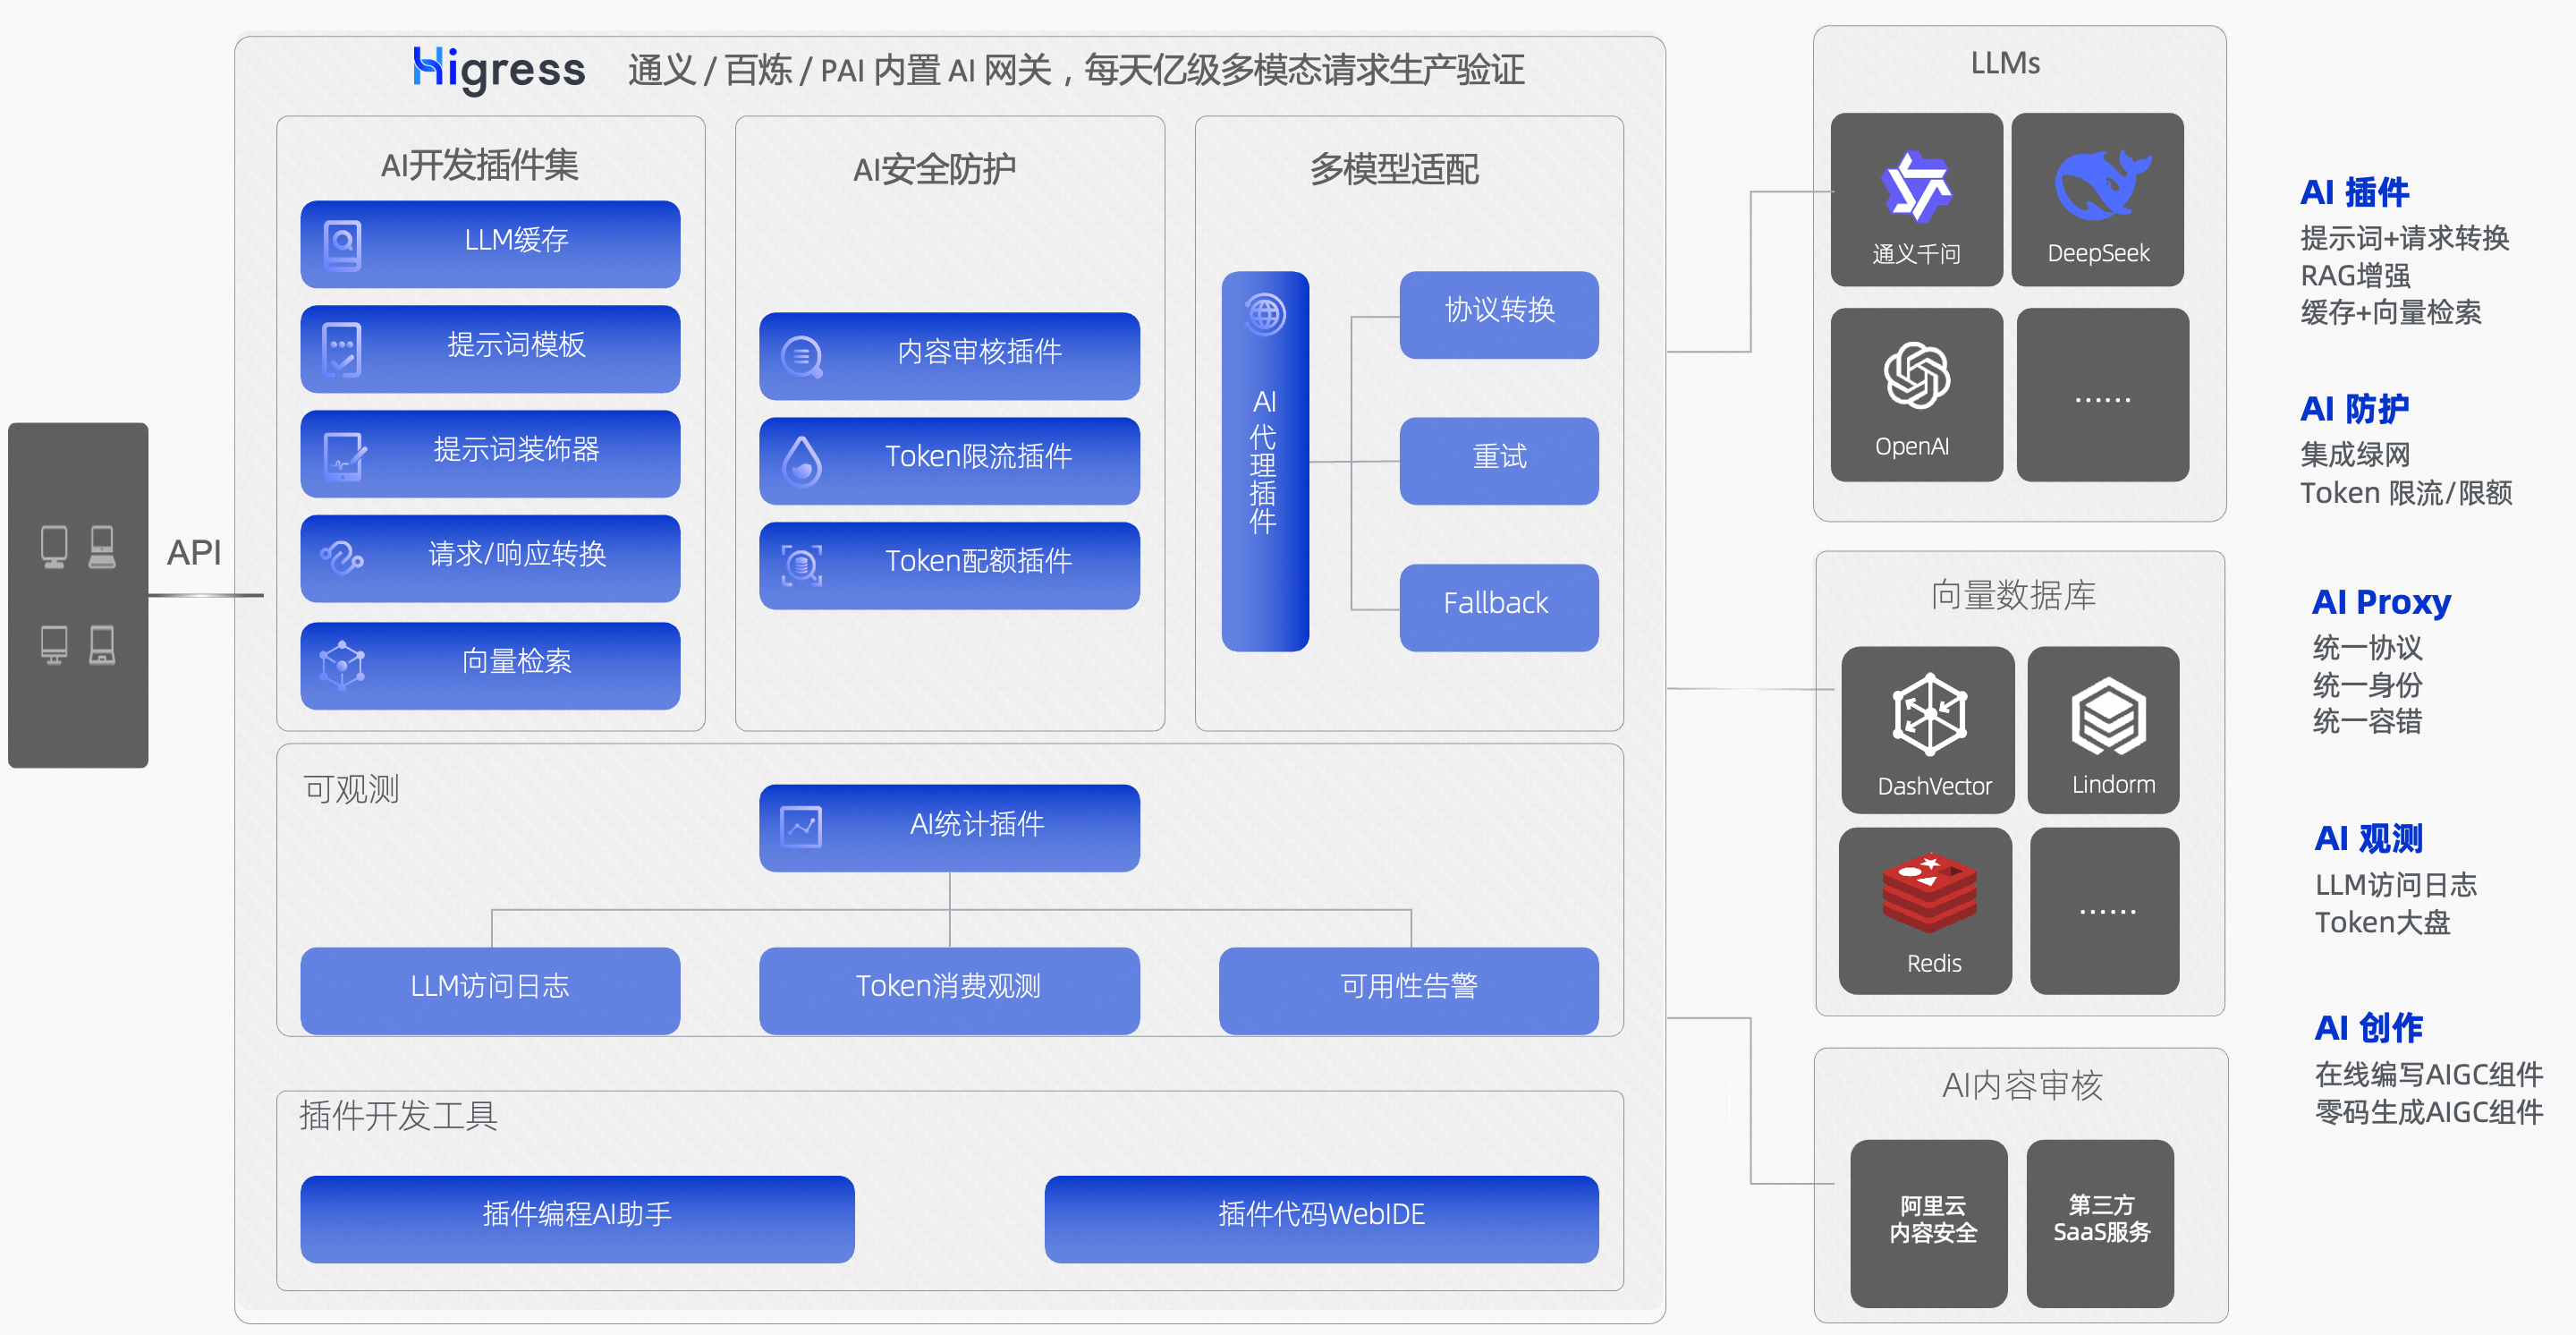 API
Higress 通义 / 百炼 / PAI 内置 AI 网关，每天亿级多模态请求生产验证
AI开发插件集
LLM缓存
提示词模板
提示词装饰器
请求/响应转换
向量检索
AI安全防护
内容审核插件
Token限流插件
Token配额插件
多模型适配
AI代理插件
协议转换
重试
Fallback
可观测
AI统计插件
LLM访问日志
Token消费观测
可用性告警
插件开发工具
插件编程AI助手
插件代码WebIDE
LLMs
通义千问
DeepSeek
OpenAI
......
向量数据库
DashVector
Lindorm
Redis
......
AI内容审核
阿里云
内容安全
第三方
SaaS服务
AI 插件
提示词+请求转换
RAG增强
缓存+向量检索
AI 防护
集成绿网
Token 限流/限额
AI Proxy
统一协议
统一身份
统一容错
AI 观测
LLM访问日志
Token大盘
AI 创作
在线编写AIGC组件
零码生成AIGC组件